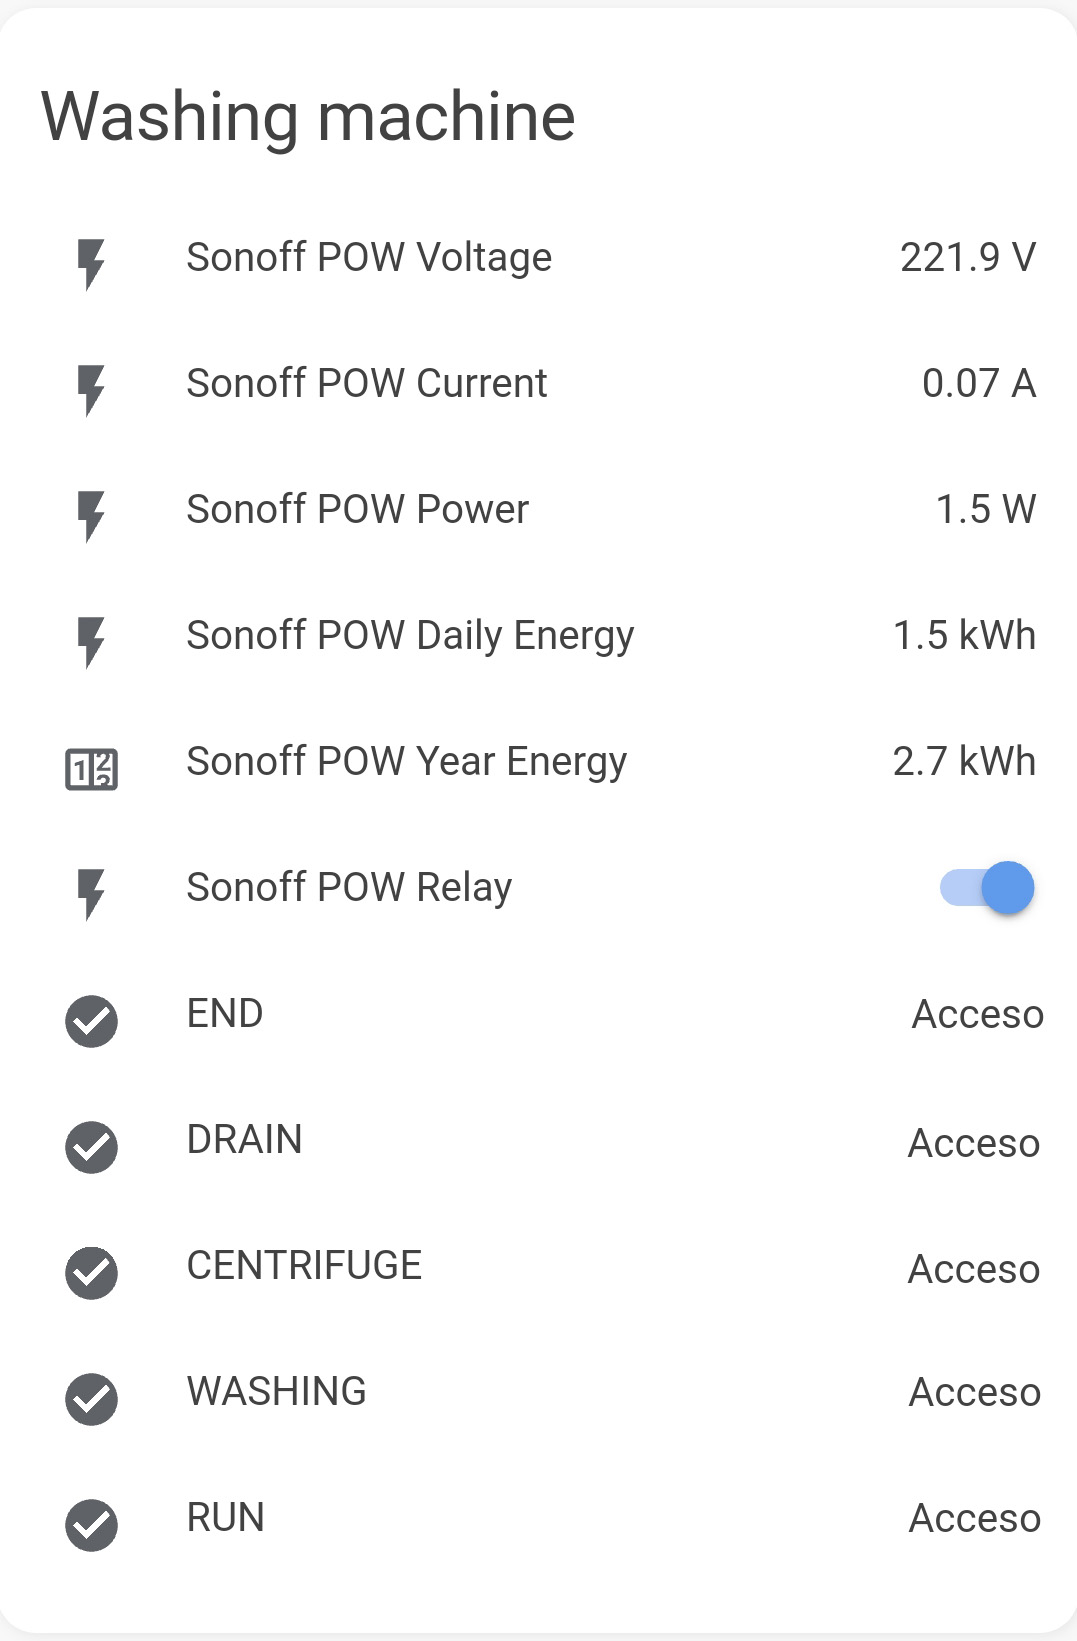 Washing machine
Sonoff POW Voltage 221.9 V
Sonoff POW Current 0.07 A
Sonoff POW Power 1.5 W
Sonoff POW Daily Energy 1.5 kWh
Sonoff POW Year Energy 2.7 kWh
Sonoff POW Relay
END Acceso
DRAIN Acceso
CENTRIFUGE Acceso
WASHING Acceso
RUN Acceso